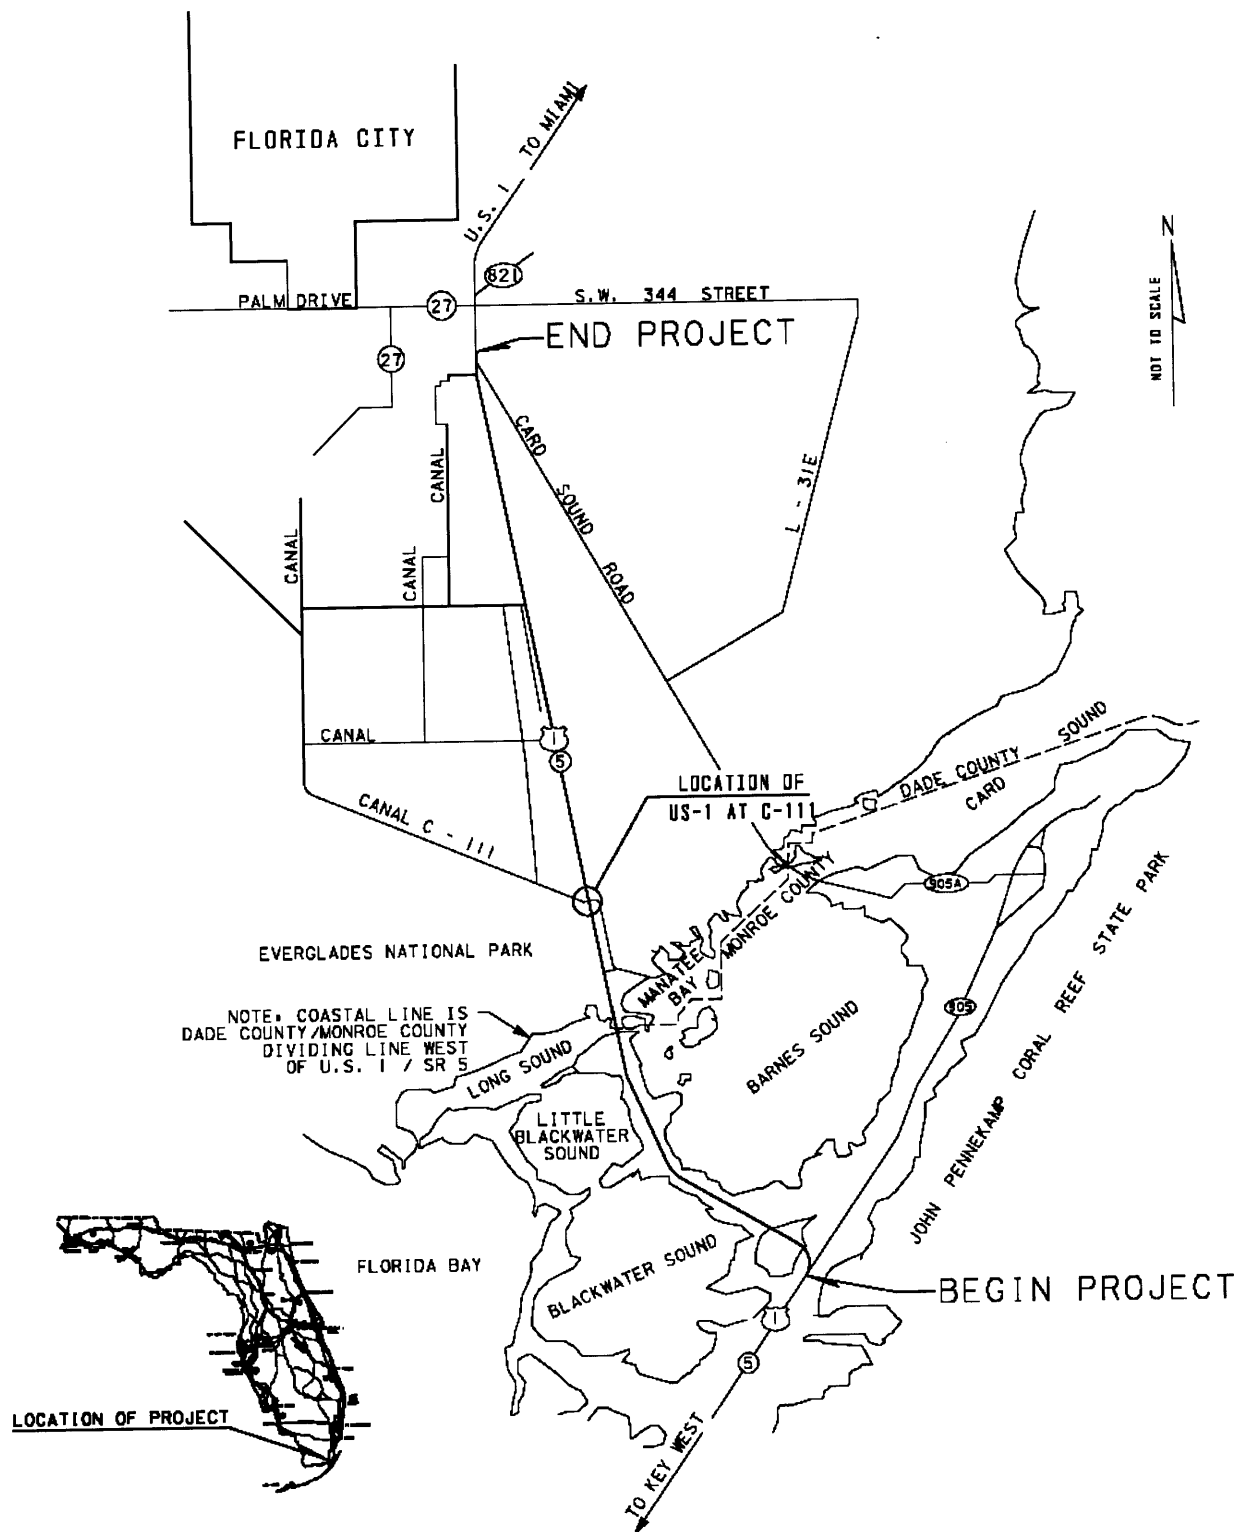 FLORIDA CITY
U.S. 1 TO MIAMI
821
PALM DRIVE
27
S.W. 344 STREET
N
NOT TO SCALE
END PROJECT
27
CARD SOUND ROAD
L - 31E
CANAL
CANAL
CANAL
CANAL
1
5
CANAL C - 111
LOCATION OF
US-1 AT C-111
DADE COUNTY
CARD SOUND
MONROE COUNTY
905A
EVERGLADES NATIONAL PARK
MANATEE
BAY
905
NOTE: COASTAL LINE IS
DADE COUNTY/MONROE COUNTY
DIVIDING LINE WEST
OF U.S. 1 / SR 5
LONG SOUND
BARNES SOUND
JOHN PENNEKAMP CORAL REEF STATE PARK
LITTLE
BLACKWATER
SOUND
FLORIDA BAY
BLACKWATER SOUND
BEGIN PROJECT
1
5
LOCATION OF PROJECT
TO KEY WEST